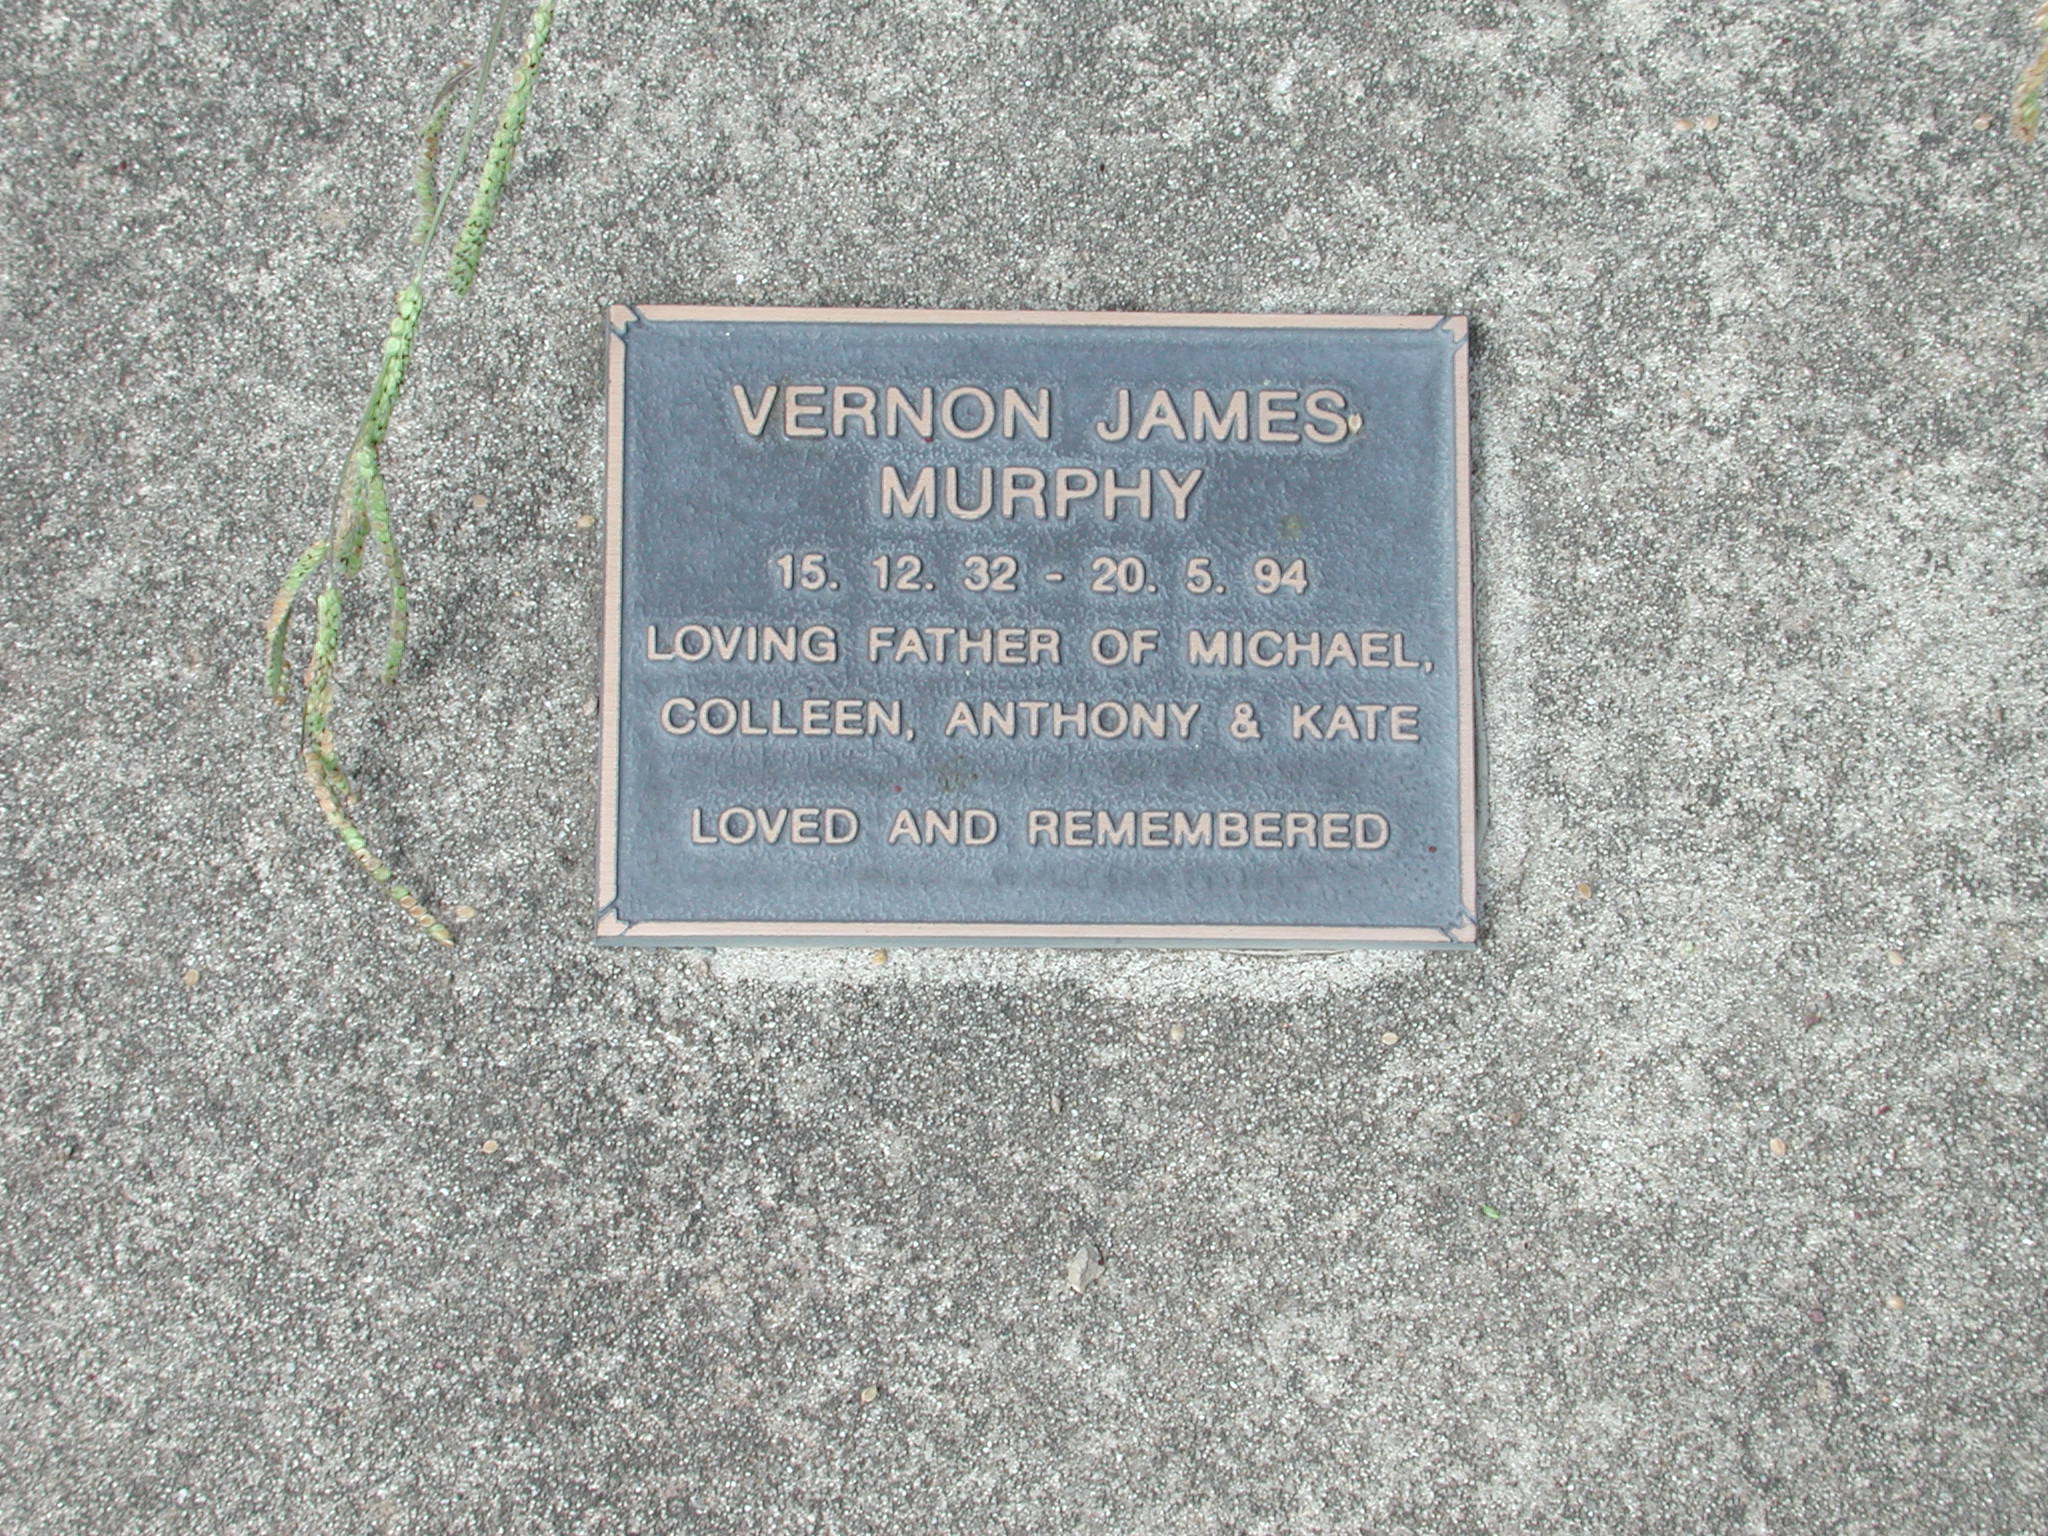 VERNON JAMES
MURPHY
15. 12. 32 - 20. 5. 94
LOVING FATHER OF MICHAEL,
COLLEEN, ANTHONY & KATE
LOVED AND REMEMBERED